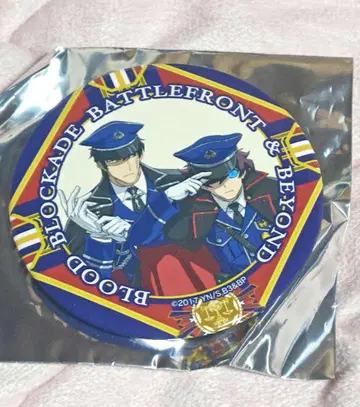 BLOOD BLOCKADE BATTLEFRONT & BEYOND
©2017 YN/S B3&BP